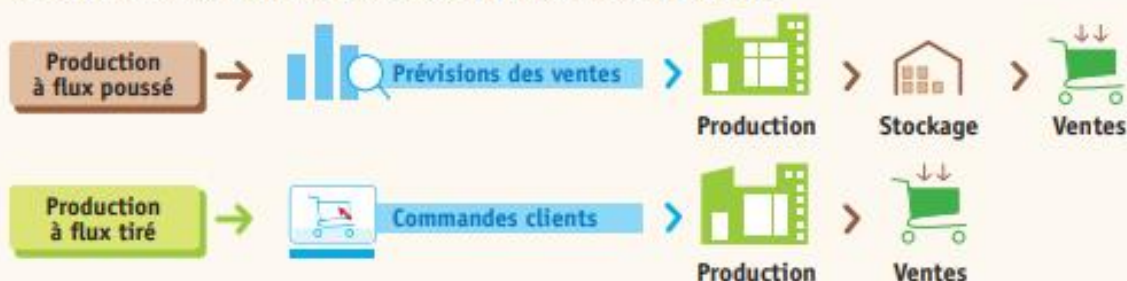 Production
à flux poussé
Prévisions des ventes
Production
Stockage
Ventes
Production
à flux tiré
Commandes clients
Production
Ventes